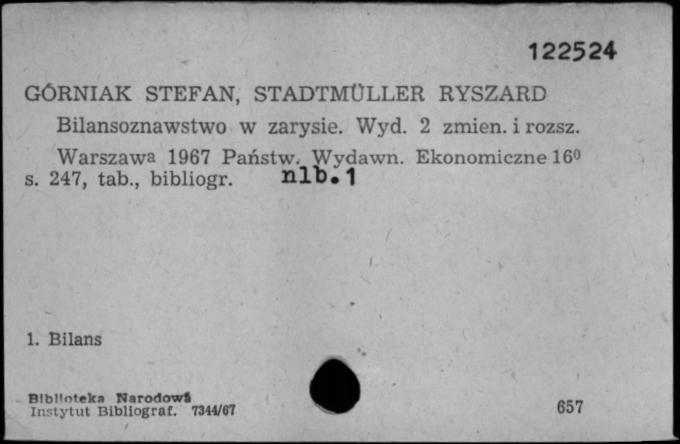 122524
GÓRNIAK STEFAN, STADTMÜLLER RYSZARD
Bilansoznawstwo w zarysie. Wyd. 2 zmien. i rozsz.
Warszawa 1967 Państw. Wydawn. Ekonomiczne 16⁰
s. 247, tab., bibliogr. nlb.1
1. Bilans
Biblioteka Narodowa
Instytut Bibliograf. 7344/67
657